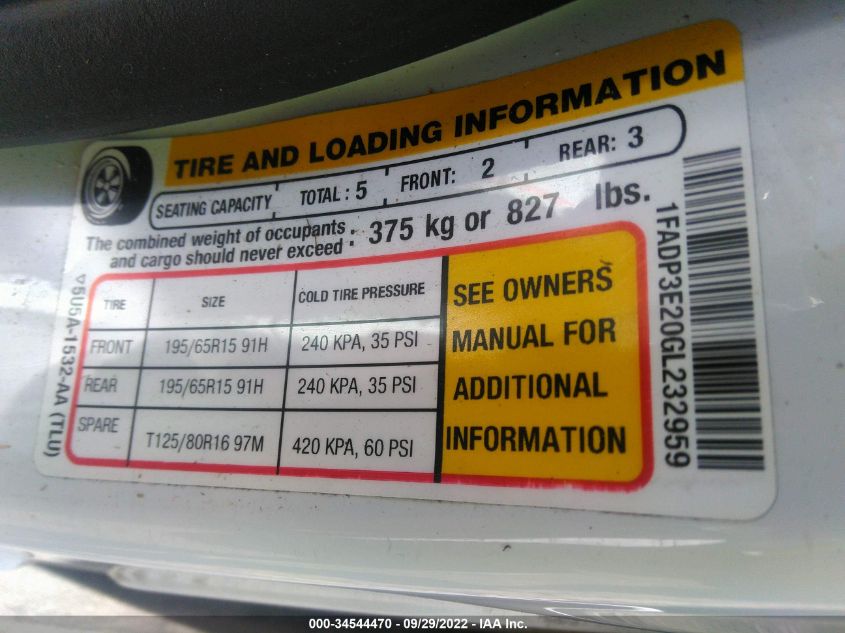 TIRE AND LOADING INFORMATION
SEATING CAPACITY TOTAL : 5 FRONT: 2 REAR: 3
The combined weight of occupants
and cargo should never exceed : 375 kg or 827 lbs.
TIRE SIZE COLD TIRE PRESSURE
FRONT 195/65R15 91H 240 KPA, 35 PSI
REAR 195/65R15 91H 240 KPA, 35 PSI
SPARE T125/80R16 97M 420 KPA, 60 PSI
SEE OWNERS
MANUAL FOR
ADDITIONAL
INFORMATION
5U5A-1532-AA (TLU)
1FADP3E20GL232959
000-34544470 - 09/29/2022 - IAA Inc.